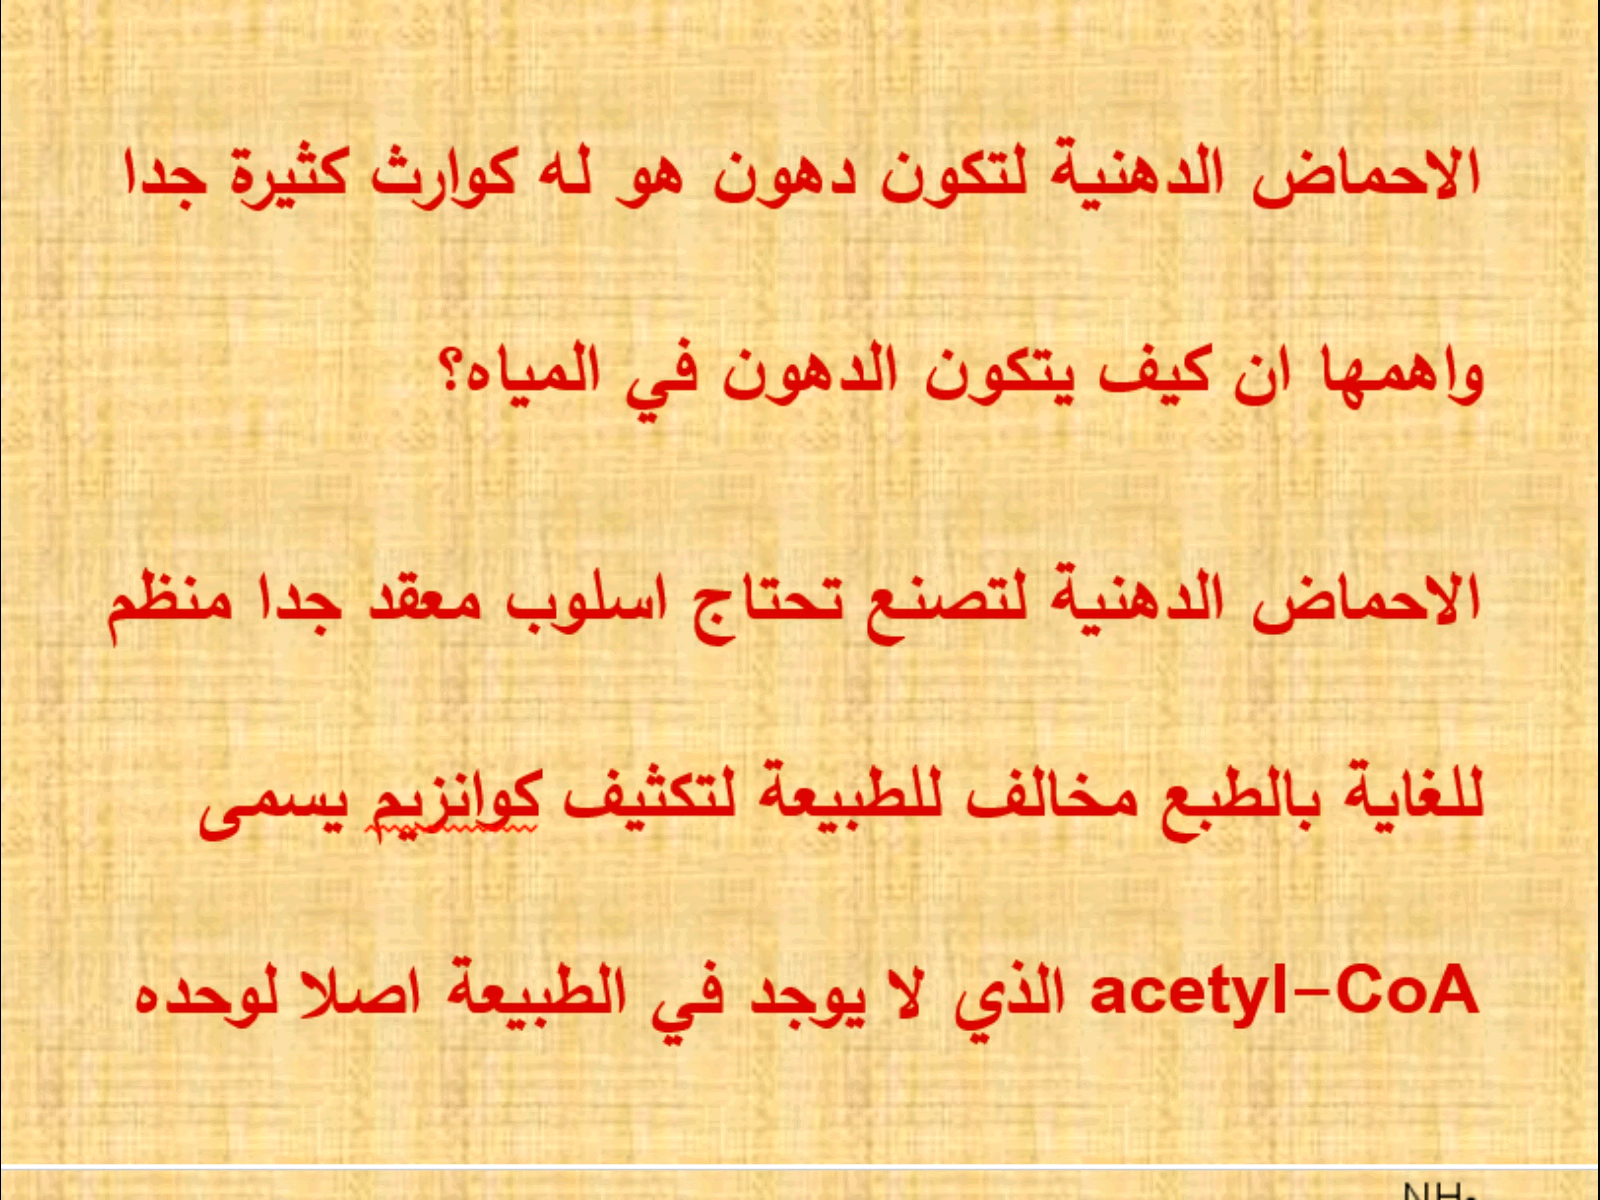 الاحماض الدهنية لتكون دهون هو له كوارث كثيرة جدا
واهمها ان كيف يتكون الدهون في المياه؟
الاحماض الدهنية لتصنع تحتاج اسلوب معقد جدا منظم
للغاية بالطبع مخالف للطبيعة لتكثيف كوانزيم يسمى
acetyl-CoA الذي لا يوجد في الطبيعة اصلا لوحده